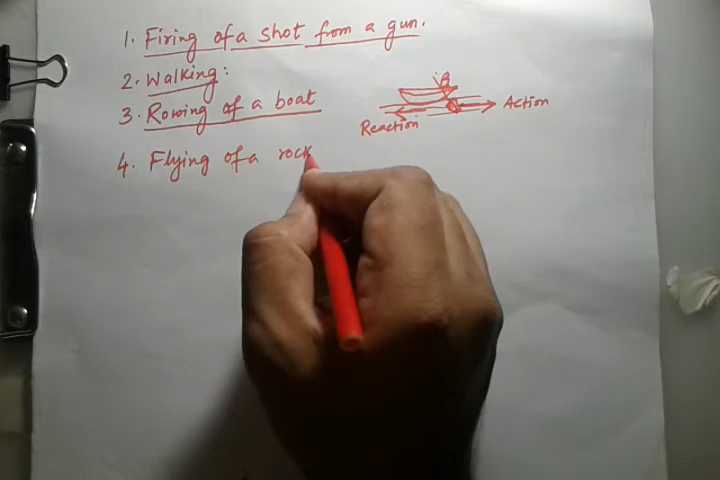 1. Firing of a shot from a gun.
2. Walking:
3. Rowing of a boat
Action
Reaction
4. Flying of a rock